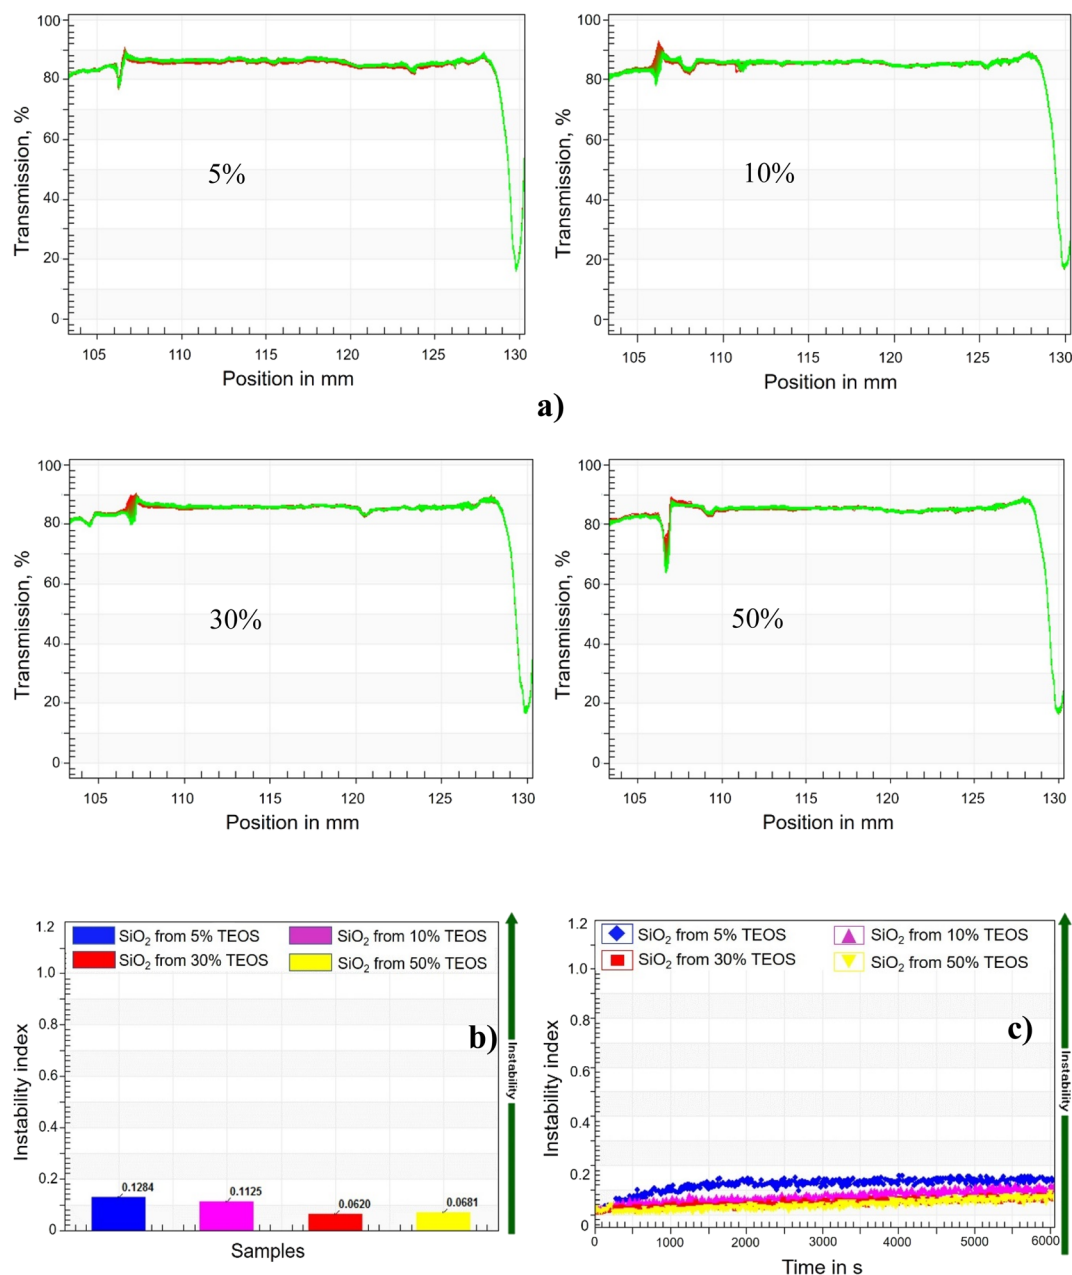 100
80
60
40
20
0
Transmission, %
5%
105 110 115 120 125 130
Position in mm
100
80
60
40
20
0
Transmission, %
10%
105 110 115 120 125 130
Position in mm
a)
100
80
60
40
20
0
Transmission, %
30%
105 110 115 120 125 130
Position in mm
100
80
60
40
20
0
Transmission, %
50%
105 110 115 120 125 130
Position in mm
1.2
1.0
0.8
0.6
0.4
0.2
0
Instability index
SiO₂ from 5% TEOS
SiO₂ from 10% TEOS
SiO₂ from 30% TEOS
SiO₂ from 50% TEOS
b)
Instability
0.1284
0.1125
0.0620
0.0681
Samples
1.2
1.0
0.8
0.6
0.4
0.2
0
Instability index
SiO₂ from 5% TEOS
SiO₂ from 10% TEOS
SiO₂ from 30% TEOS
SiO₂ from 50% TEOS
c)
Instability
0 1000 2000 3000 4000 5000 6000
Time in s